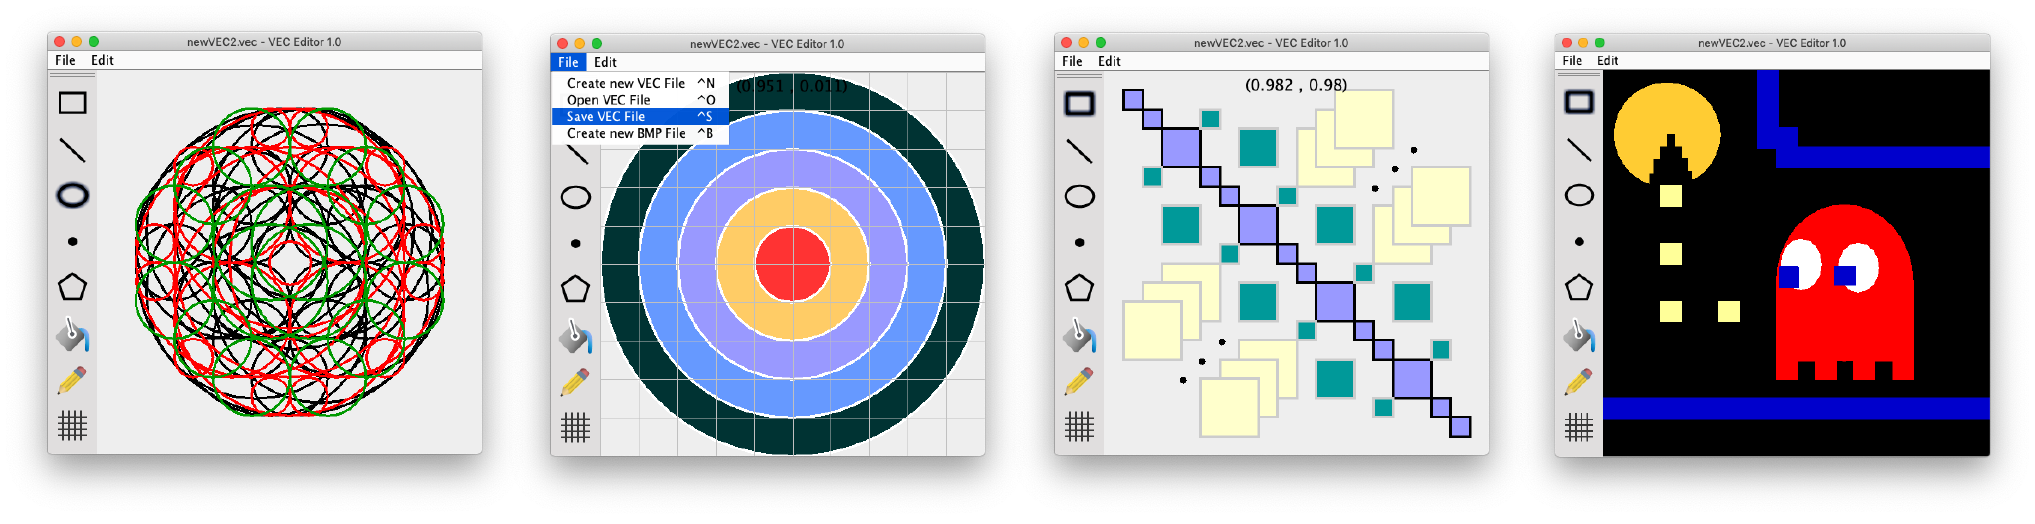 newVEC2.vec - VEC Editor 1.0
File Edit
newVEC2.vec - VEC Editor 1.0
File Edit
Create new VEC File ^N
Open VEC File ^O
Save VEC File ^S
Create new BMP File ^B
(0.951 , 0.011)
newVEC2.vec - VEC Editor 1.0
File Edit
(0.982 , 0.98)
newVEC2.vec - VEC Editor 1.0
File Edit